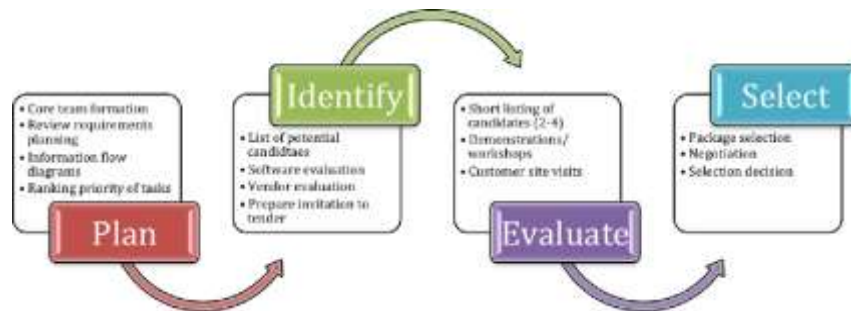 • Core team formation
• Review requirements
planning
• Information flow
diagrams
• Ranking priority of tasks
Plan
Identify
• List of potential
candidtaes
• Software evaluation
• Vendor evaluation
• Prepare invitation to
tender
• Short listing of
candidates (2-4)
• Demonstrations/
workshops
• Customer site visits
Evaluate
Select
• Package selection
• Negotiation
• Selection decision